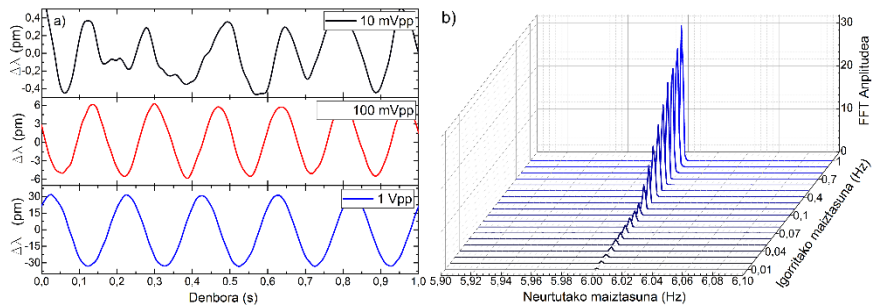 a)
10 mVpp
0,4
0,0
-0,4
Δλ (pm)
100 mVpp
6
3
0
-3
-6
Δλ (pm)
1 Vpp
30
15
0
-15
-30
Δλ (pm)
0,0 0,1 0,2 0,3 0,4 0,5 0,6 0,7 0,8 0,9 1,0
Denbora (s)
b)
30
20
10
0
FFT Anplitudea
1
0,7
0,4
0,1
0,07
0,04
0,01
Igorritako maiztasuna (Hz)
5,90 5,92 5,94 5,96 5,98 6,00 6,02 6,04 6,06 6,08 6,10
Neurtutako maiztasuna (Hz)